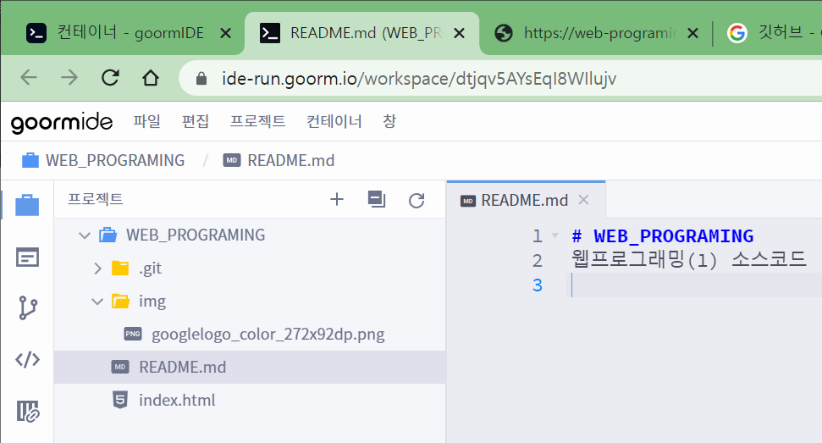 컨테이너 - goormIDE
README.md (WEB_PR
https://web-programin
깃허브 -
ide-run.goorm.io/workspace/dtjqv5AYsEqI8WIlujv
goormide 파일 편집 프로젝트 컨테이너 창
WEB_PROGRAMING / README.md
프로젝트
README.md
WEB_PROGRAMING
.git
img
PNG googlelogo_color_272x92dp.png
MD README.md
index.html
1 # WEB_PROGRAMING
2 웹프로그래밍(1) 소스코드
3